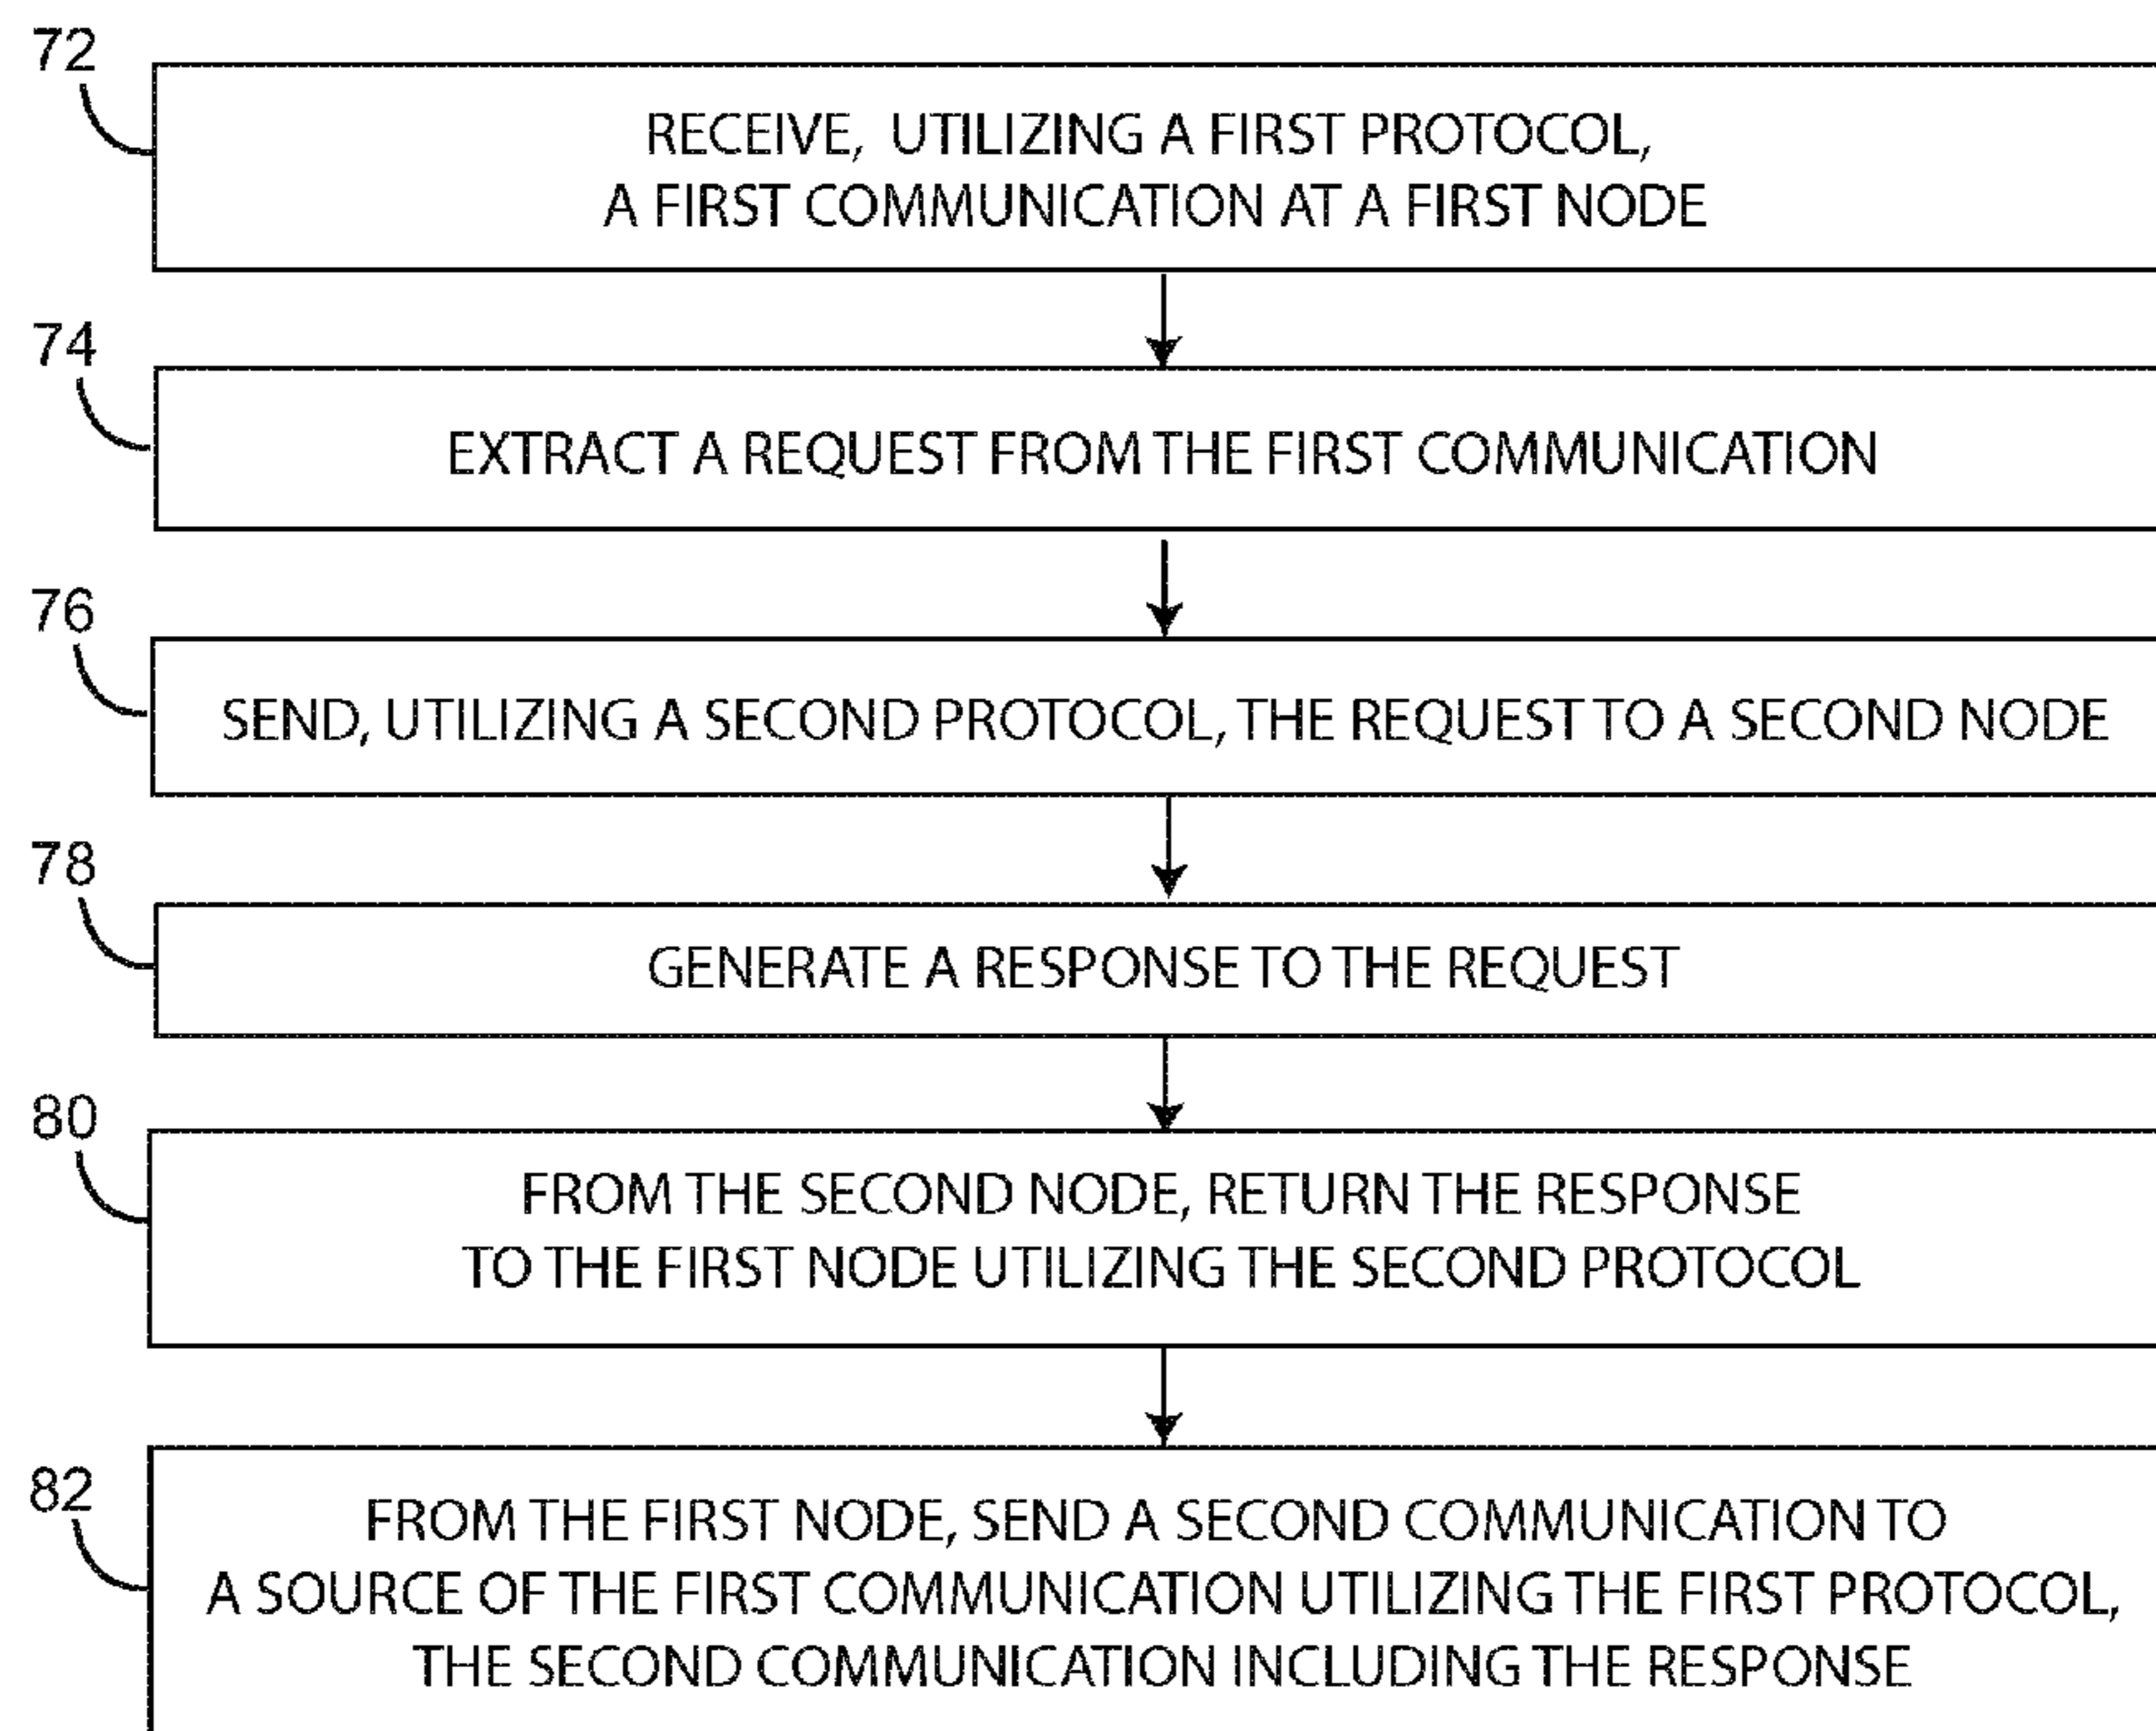 72
RECEIVE, UTILIZING A FIRST PROTOCOL,
A FIRST COMMUNICATION AT A FIRST NODE
74
EXTRACT A REQUEST FROM THE FIRST COMMUNICATION
76
SEND, UTILIZING A SECOND PROTOCOL, THE REQUEST TO A SECOND NODE
78
GENERATE A RESPONSE TO THE REQUEST
80
FROM THE SECOND NODE, RETURN THE RESPONSE
TO THE FIRST NODE UTILIZING THE SECOND PROTOCOL
82
FROM THE FIRST NODE, SEND A SECOND COMMUNICATION TO
A SOURCE OF THE FIRST COMMUNICATION UTILIZING THE FIRST PROTOCOL,
THE SECOND COMMUNICATION INCLUDING THE RESPONSE